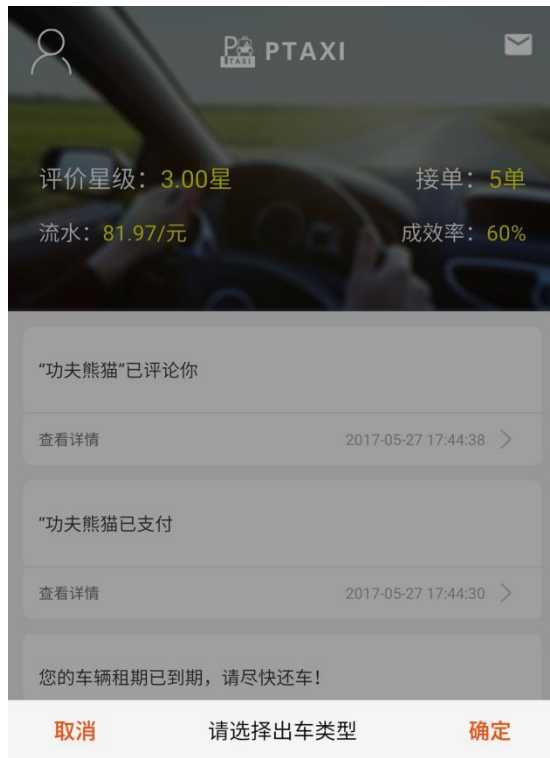 PTAXI PTAXI
评价星级：3.00星 接单：5单
流水：81.97/元 成效率：60%
“功夫熊猫”已评论你
查看详情 2017-05-27 17:44:38
“功夫熊猫已支付
查看详情 2017-05-27 17:44:30
您的车辆租期已到期，请尽快还车！
取消 请选择出车类型 确定